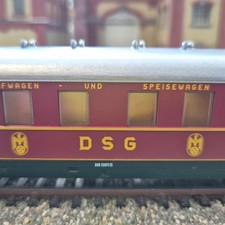 FWAGEN - UND SPEISEWAGEN
DSG